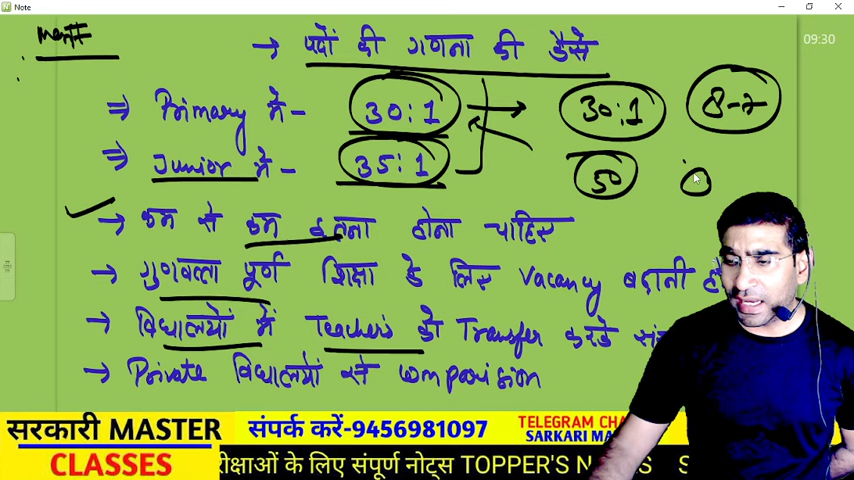 Note
09:30
→ पदों की गणना की कैसे
⇒ Primary में - 30:1 → 30:1 8-7
⇒ Junior में - 35:1 50
→ कम से कम इतना होना चाहिए
→ गुणवत्ता पूर्ण शिक्षा के लिए Vacancy बढ़ानी
→ विद्यालयों में Teachers को Transfer करके
→ Private विद्यालयों से comparision
सरकारी MASTER CLASSES
संपर्क करें-9456981097
TELEGRAM
SARKARI
रीक्षाओं के लिए संपूर्ण नोट्स TOPPER'S